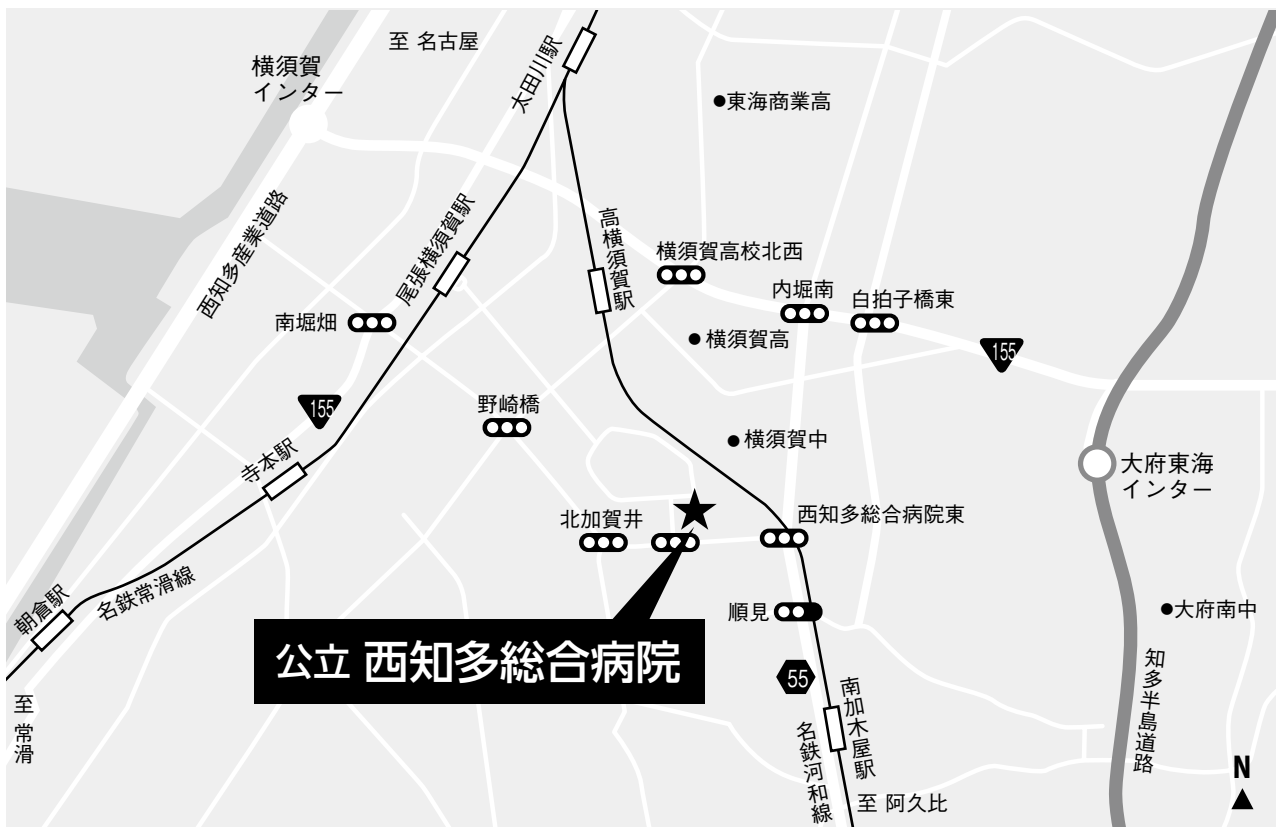 至 名古屋
横須賀
インター
太田川駅
東海商業高
西知多産業道路
尾張横須賀駅
高横須賀駅
横須賀高校北西
内堀南
白拍子橋東
南堀畑
横須賀高
155
155
野崎橋
横須賀中
寺本駅
大府東海
インター
北加賀井
西知多総合病院東
朝倉駅
名鉄常滑線
順見
大府南中
公立 西知多総合病院
55
南加木屋駅
知多半島道路
至 常滑
名鉄河和線
至 阿久比
N